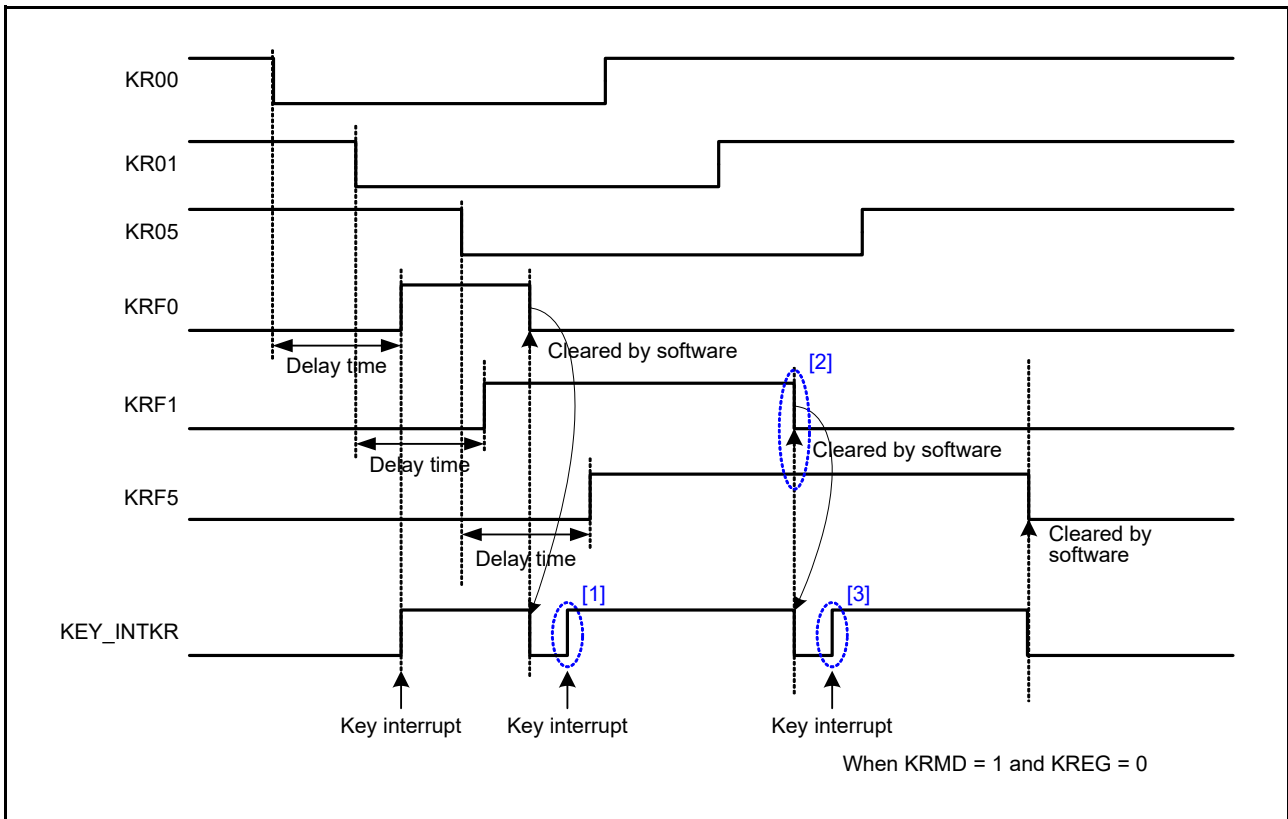 KR00
KR01
KR05
KRF0
Delay time
Cleared by software
[2]
KRF1
Delay time
Cleared by software
KRF5
Delay time
Cleared by
software
[1]
[3]
KEY_INTKR
Key interrupt
Key interrupt
Key interrupt
When KRMD = 1 and KREG = 0